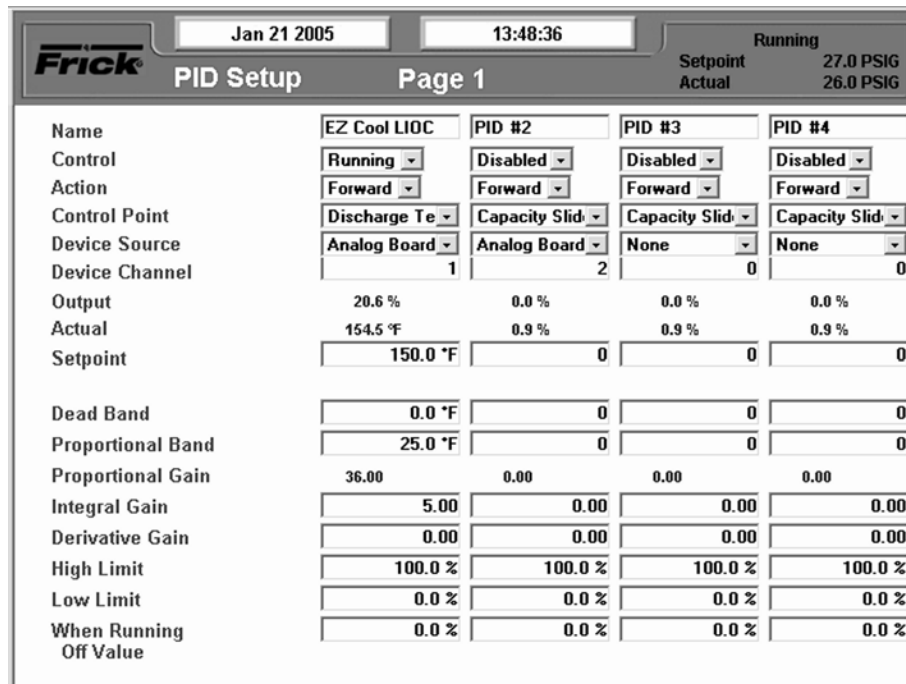 Jan 21 2005 13:48:36 Running
Frick Setpoint 27.0 PSIG
PID Setup Page 1 Actual 26.0 PSIG
Name EZ Cool LIOC PID #2 PID #3 PID #4
Control Running Disabled Disabled Disabled
Action Forward Forward Forward Forward
Control Point Discharge Te Capacity Slid Capacity Slid Capacity Slid
Device Source Analog Board Analog Board None None
Device Channel 1 2 0 0
Output 20.6 % 0.0 % 0.0 % 0.0 %
Actual 154.5 °F 0.9 % 0.9 % 0.9 %
Setpoint 150.0 °F 0 0 0
Dead Band 0.0 °F 0 0 0
Proportional Band 25.0 °F 0 0 0
Proportional Gain 36.00 0.00 0.00 0.00
Integral Gain 5.00 0.00 0.00 0.00
Derivative Gain 0.00 0.00 0.00 0.00
High Limit 100.0 % 100.0 % 100.0 % 100.0 %
Low Limit 0.0 % 0.0 % 0.0 % 0.0 %
When Running 0.0 % 0.0 % 0.0 % 0.0 %
Off Value